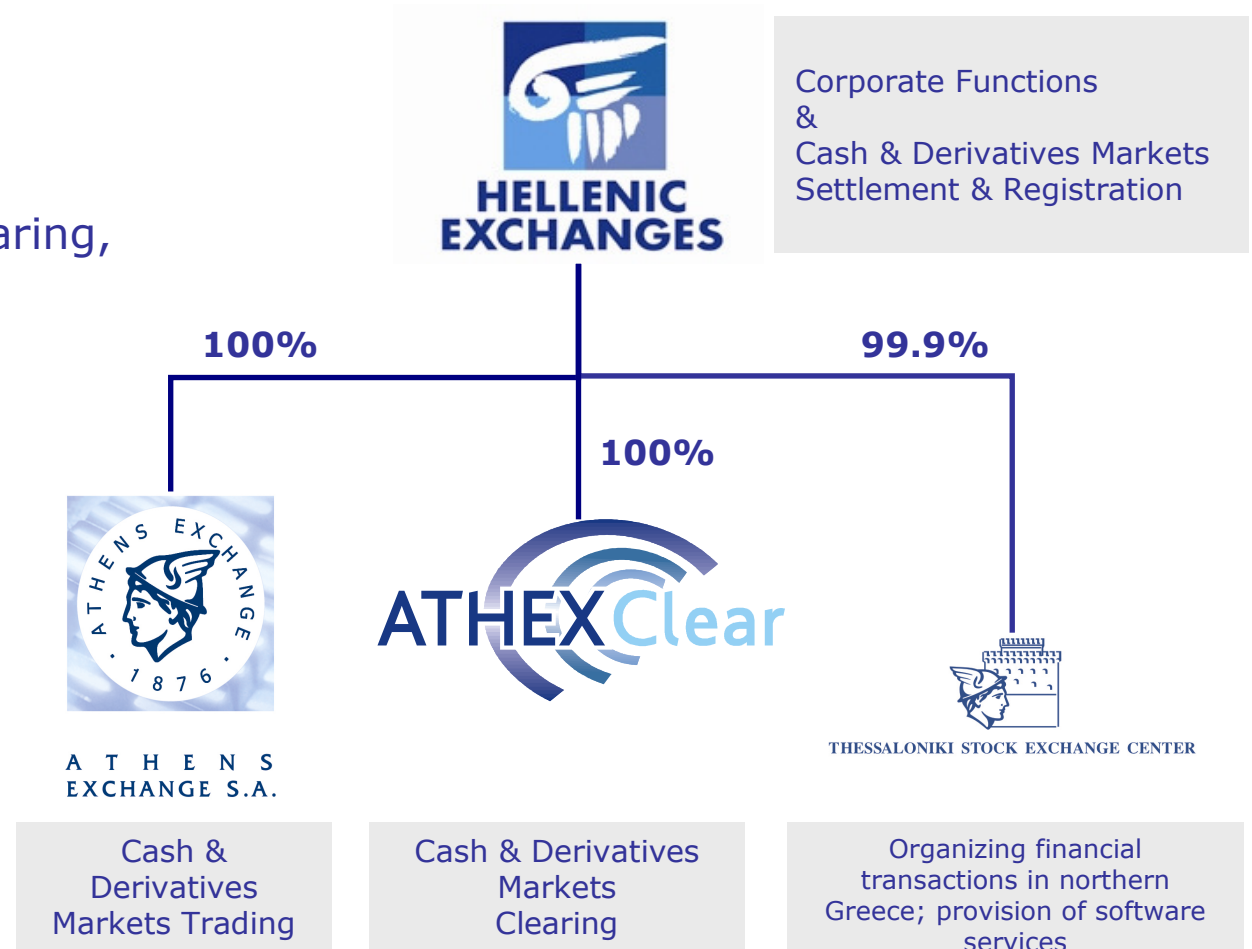 HELLENIC
EXCHANGES
Corporate Functions
&
Cash & Derivatives Markets
Settlement & Registration
aring,
100%
99.9%
100%
ATHENS EXCHANGE
· 1876 ·
ATHENS
EXCHANGE S.A.
ATHEXClear
THESSALONIKI STOCK EXCHANGE CENTER
Cash &
Derivatives
Markets Trading
Cash & Derivatives
Markets
Clearing
Organizing financial
transactions in northern
Greece; provision of software
services